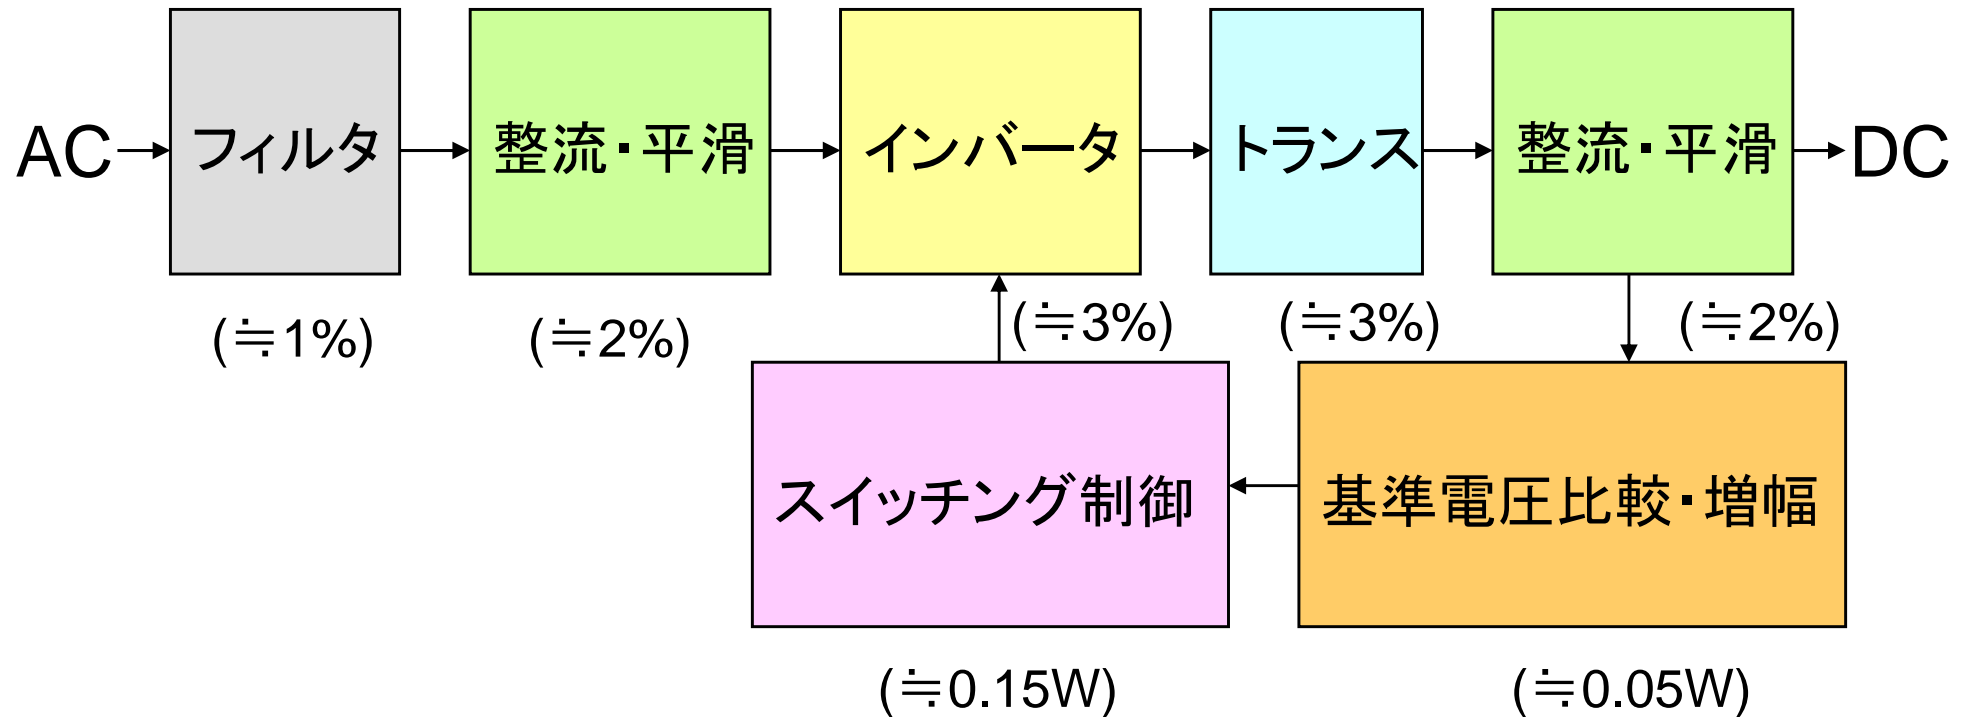 AC
フィルタ
整流・平滑
インバータ
トランス
整流・平滑
DC
(≒1%)
(≒2%)
(≒3%)
(≒3%)
(≒2%)
スイッチング制御
基準電圧比較・増幅
(≒0.15W)
(≒0.05W)